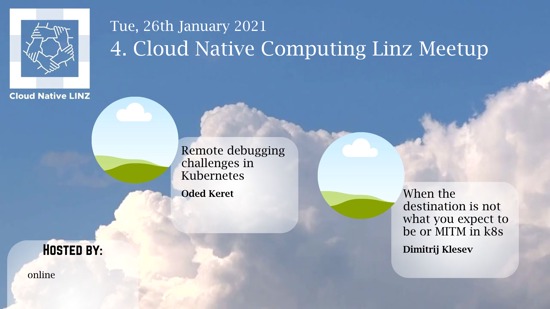 Tue, 26th January 2021
4. Cloud Native Computing Linz Meetup
Cloud Native LINZ
Remote debugging
challenges in
Kubernetes
Oded Keret
When the
destination is not
what you expect to
be or MITM in k8s
Dimitrij Klesev
Hosted by:
online